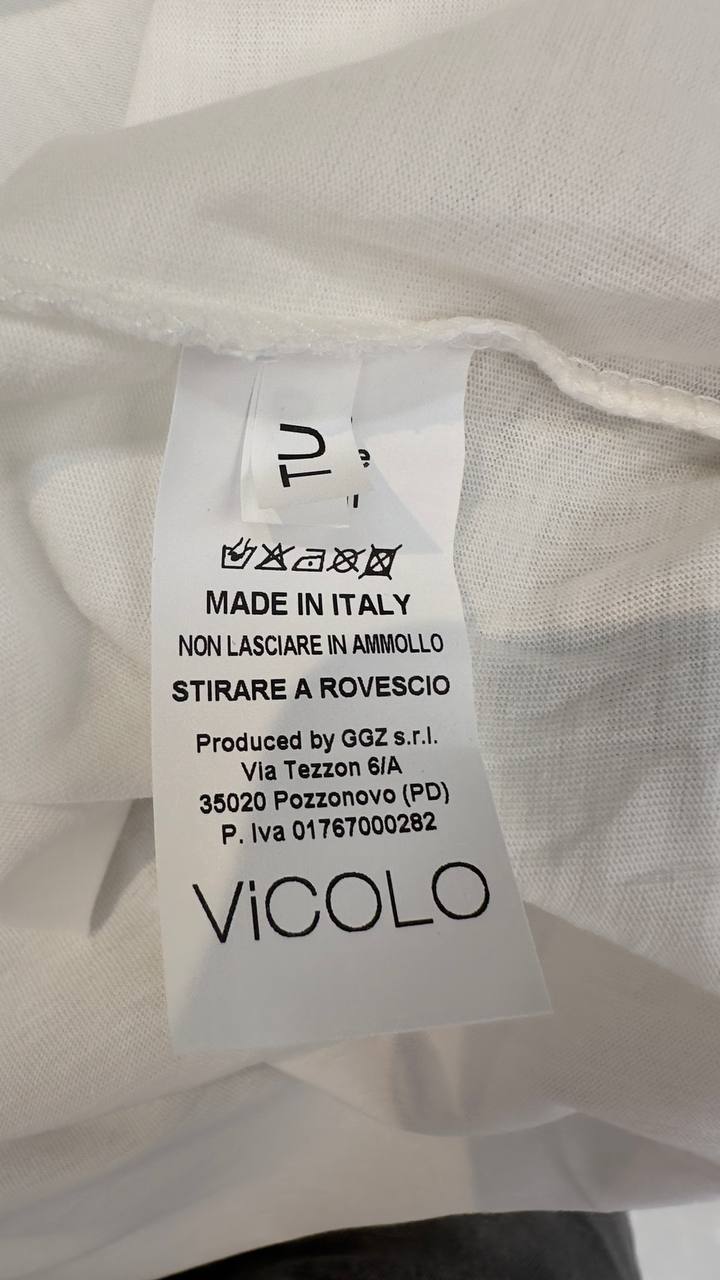 TU
MADE IN ITALY
NON LASCIARE IN AMMOLLO
STIRARE A ROVESCIO
Produced by GGZ s.r.l.
Via Tezzon 6/A
35020 Pozzonovo (PD)
P. Iva 01767000282
ViCOLO